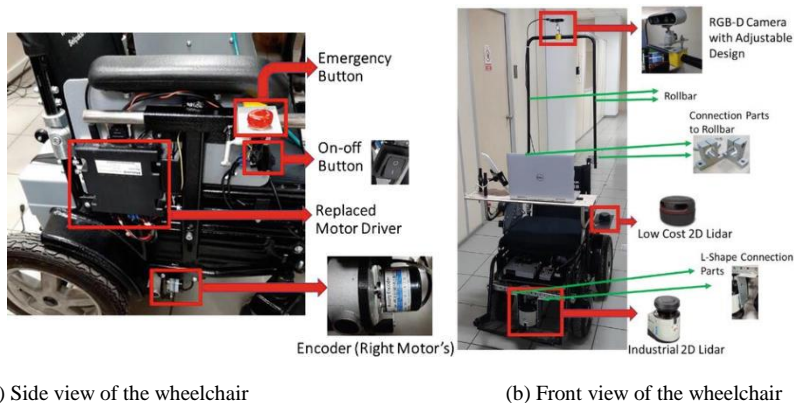 Emergency
Button
On-off
Button
Replaced
Motor Driver
Encoder (Right Motor's)
RGB-D Camera
with Adjustable
Design
Rollbar
Connection Parts
to Rollbar
Low Cost 2D Lidar
L-Shape Connection
Parts
Industrial 2D Lidar
) Side view of the wheelchair
(b) Front view of the wheelchair